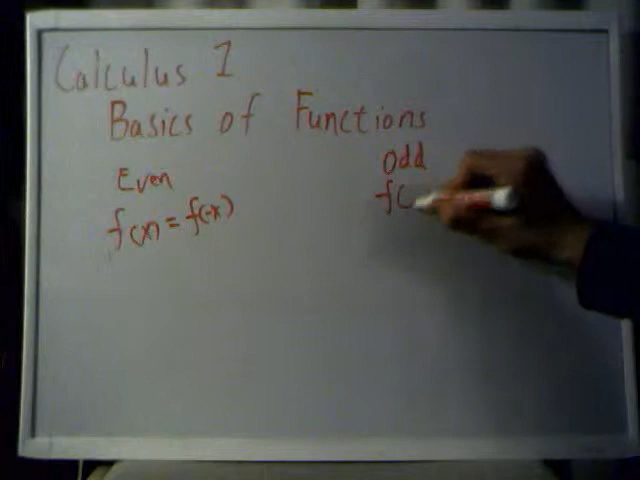 Calculus 1
Basics of Functions
Even
f(x) = f(-x)
Odd
f(